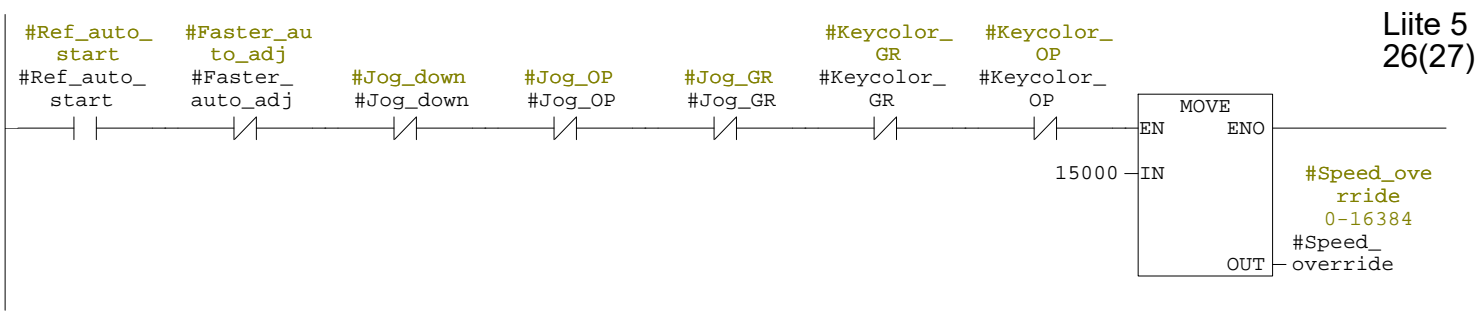 Liite 5
26(27)
#Ref_auto_
start
#Ref_auto_
start
#Faster_au
to_adj
#Faster_
auto_adj
#Jog_down
#Jog_down
#Jog_OP
#Jog_OP
#Jog_GR
#Jog_GR
#Keycolor_
GR
#Keycolor_
GR
#Keycolor_
OP
#Keycolor_
OP
MOVE
EN ENO
15000 IN
#Speed_ove
rride
0-16384
#Speed_
override
OUT